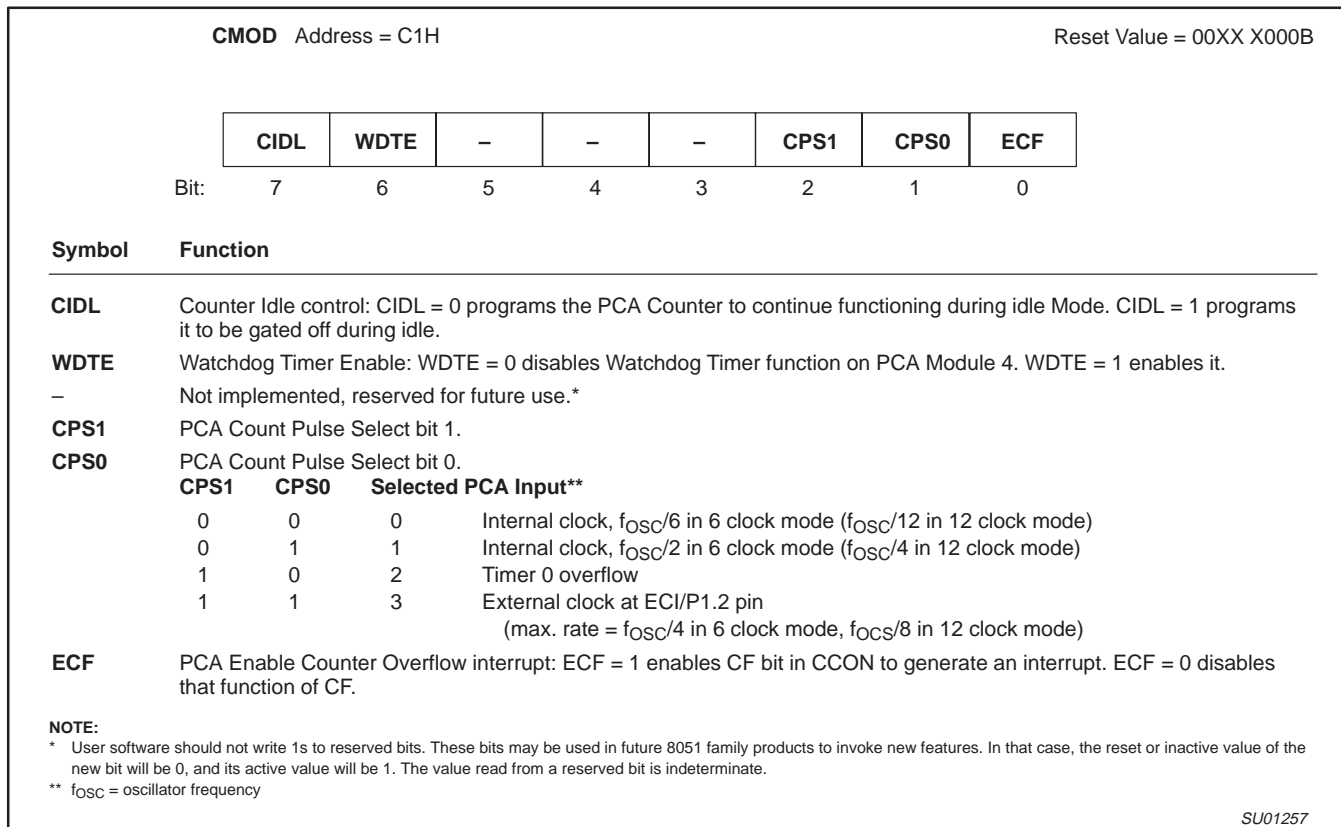 CMOD Address = C1H Reset Value = 00XX X000B
CIDL WDTE – – – CPS1 CPS0 ECF
Bit: 7 6 5 4 3 2 1 0
Symbol Function
CIDL Counter Idle control: CIDL = 0 programs the PCA Counter to continue functioning during idle Mode. CIDL = 1 programs
it to be gated off during idle.
WDTE Watchdog Timer Enable: WDTE = 0 disables Watchdog Timer function on PCA Module 4. WDTE = 1 enables it.
– Not implemented, reserved for future use.*
CPS1 PCA Count Pulse Select bit 1.
CPS0 PCA Count Pulse Select bit 0.
CPS1 CPS0 Selected PCA Input**
0 0 0 Internal clock, fOSC/6 in 6 clock mode (fOSC/12 in 12 clock mode)
0 1 1 Internal clock, fOSC/2 in 6 clock mode (fOSC/4 in 12 clock mode)
1 0 2 Timer 0 overflow
1 1 3 External clock at ECI/P1.2 pin
(max. rate = fOSC/4 in 6 clock mode, fOCS/8 in 12 clock mode)
ECF PCA Enable Counter Overflow interrupt: ECF = 1 enables CF bit in CCON to generate an interrupt. ECF = 0 disables
that function of CF.
NOTE:
* User software should not write 1s to reserved bits. These bits may be used in future 8051 family products to invoke new features. In that case, the reset or inactive value of the
new bit will be 0, and its active value will be 1. The value read from a reserved bit is indeterminate.
** fOSC = oscillator frequency
SU01257